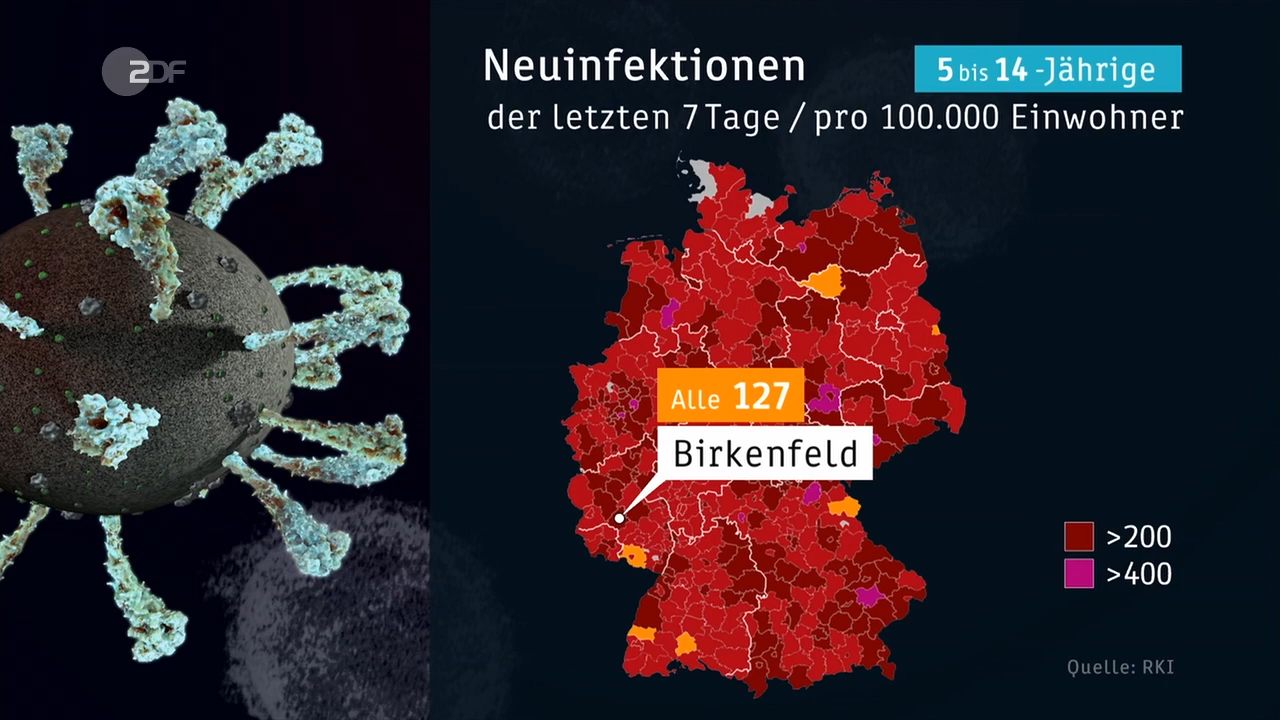 ZDF
Neuinfektionen
5 bis 14-Jährige
der letzten 7 Tage / pro 100.000 Einwohner
Alle 127
Birkenfeld
>200
>400
Quelle: RKI